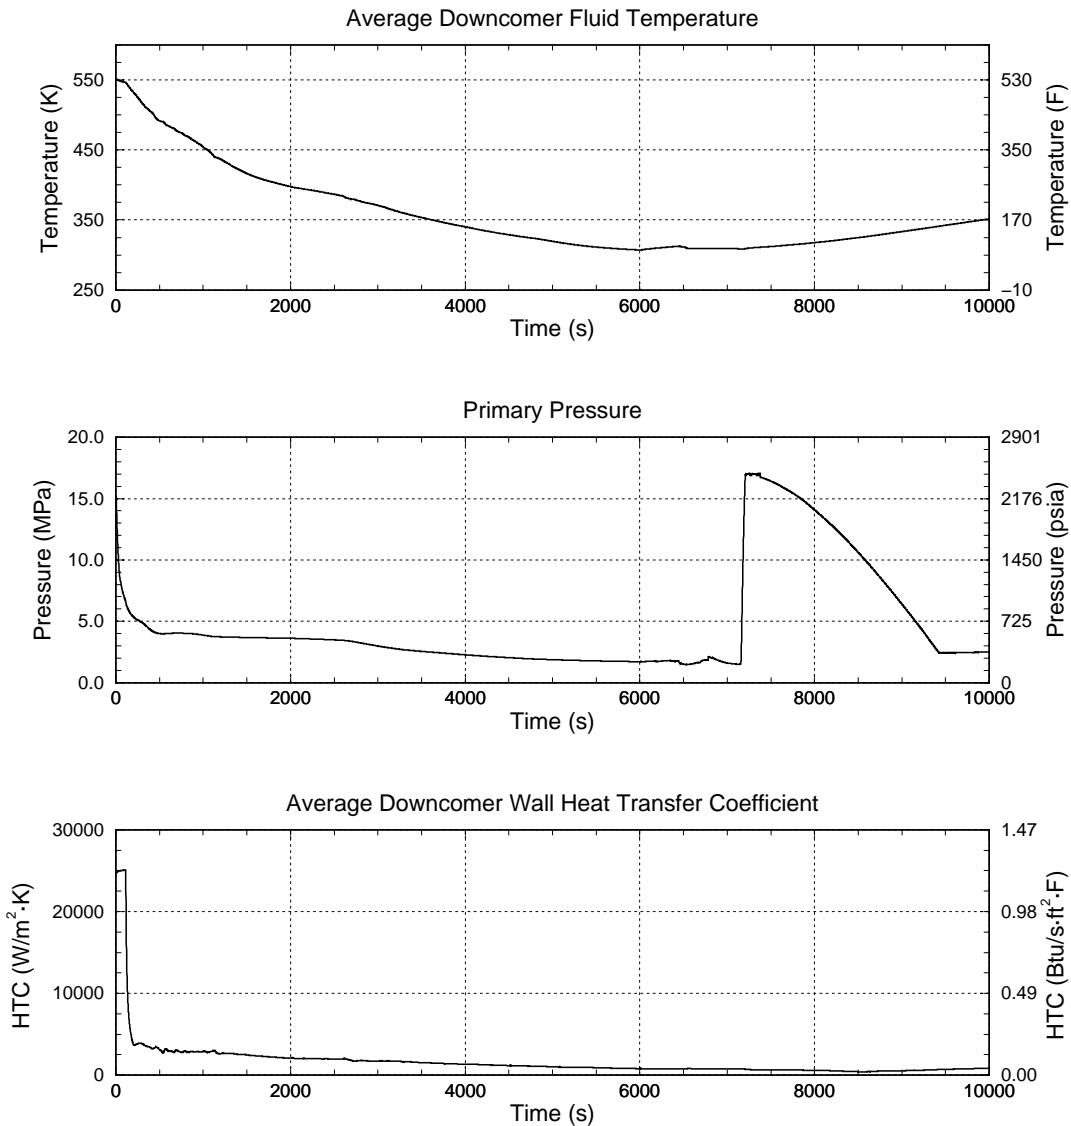 Average Downcomer Fluid Temperature
Temperature (K)
550
450
350
250
530
350
170
−10
Temperature (F)
0 2000 4000 6000 8000 10000
Time (s)
Primary Pressure
Pressure (MPa)
20.0
15.0
10.0
5.0
0.0
2901
2176
1450
725
0
Pressure (psia)
0 2000 4000 6000 8000 10000
Time (s)
Average Downcomer Wall Heat Transfer Coefficient
HTC (W/m²·K)
30000
20000
10000
0
1.47
0.98
0.49
0.00
HTC (Btu/s·ft²·F)
0 2000 4000 6000 8000 10000
Time (s)